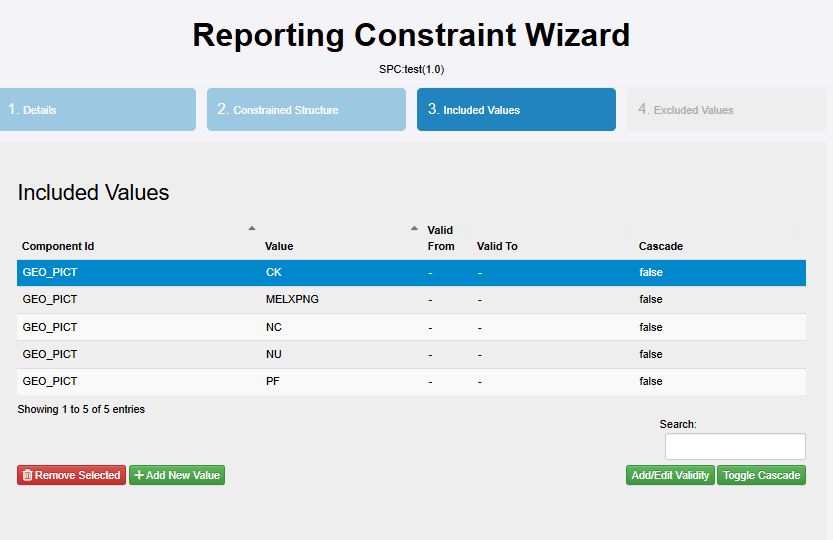 Reporting Constraint Wizard
SPC:test(1.0)
1. Details 2. Constrained Structure 3. Included Values 4. Excluded Values
Included Values
Component Id Value Valid From Valid To Cascade
GEO_PICT CK - - false
GEO_PICT MELXPNG - - false
GEO_PICT NC - - false
GEO_PICT NU - - false
GEO_PICT PF - - false
Showing 1 to 5 of 5 entries
Search:
Remove Selected Add New Value Add/Edit Validity Toggle Cascade